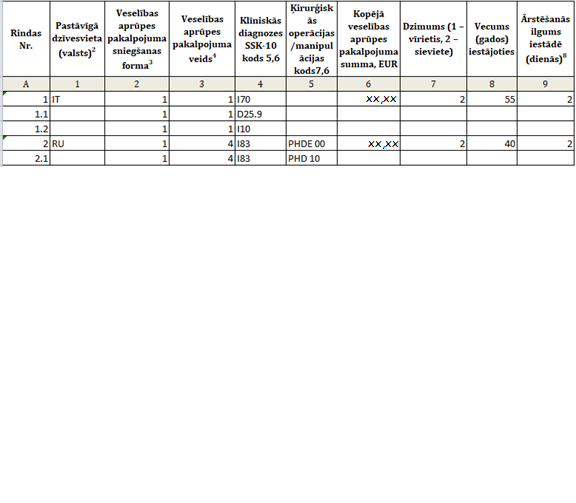 Rindas Nr. | Pastāvīgā dzīvesvieta (valsts)2 | Veselības aprūpes pakalpojuma sniegšanas forma3 | Veselības aprūpes pakalpojuma veids4 | Klīniskās diagnozes SSK-10 kods 5,6 | Ķirurģiskās operācijas/manipulācijas kods7,6 | Kopējā veselības aprūpes pakalpojuma summa, EUR | Dzimums (1 – vīrietis, 2 – sieviete) | Vecums (gados) iestājoties | Ārstēšanās ilgums iestādē (dienās)8
A | 1 | 2 | 3 | 4 | 5 | 6 | 7 | 8 | 9
1 | IT | 1 | 1 | I70 | | xx,xx | 2 | 55 | 2
1.1 | | 1 | 1 | D25.9
1.2 | | 1 | 1 | I10
2 | RU | 1 | 4 | I83 | PHDE 00 | xx,xx | 2 | 40 | 2
2.1 | | 1 | 4 | I83 | PHD 10